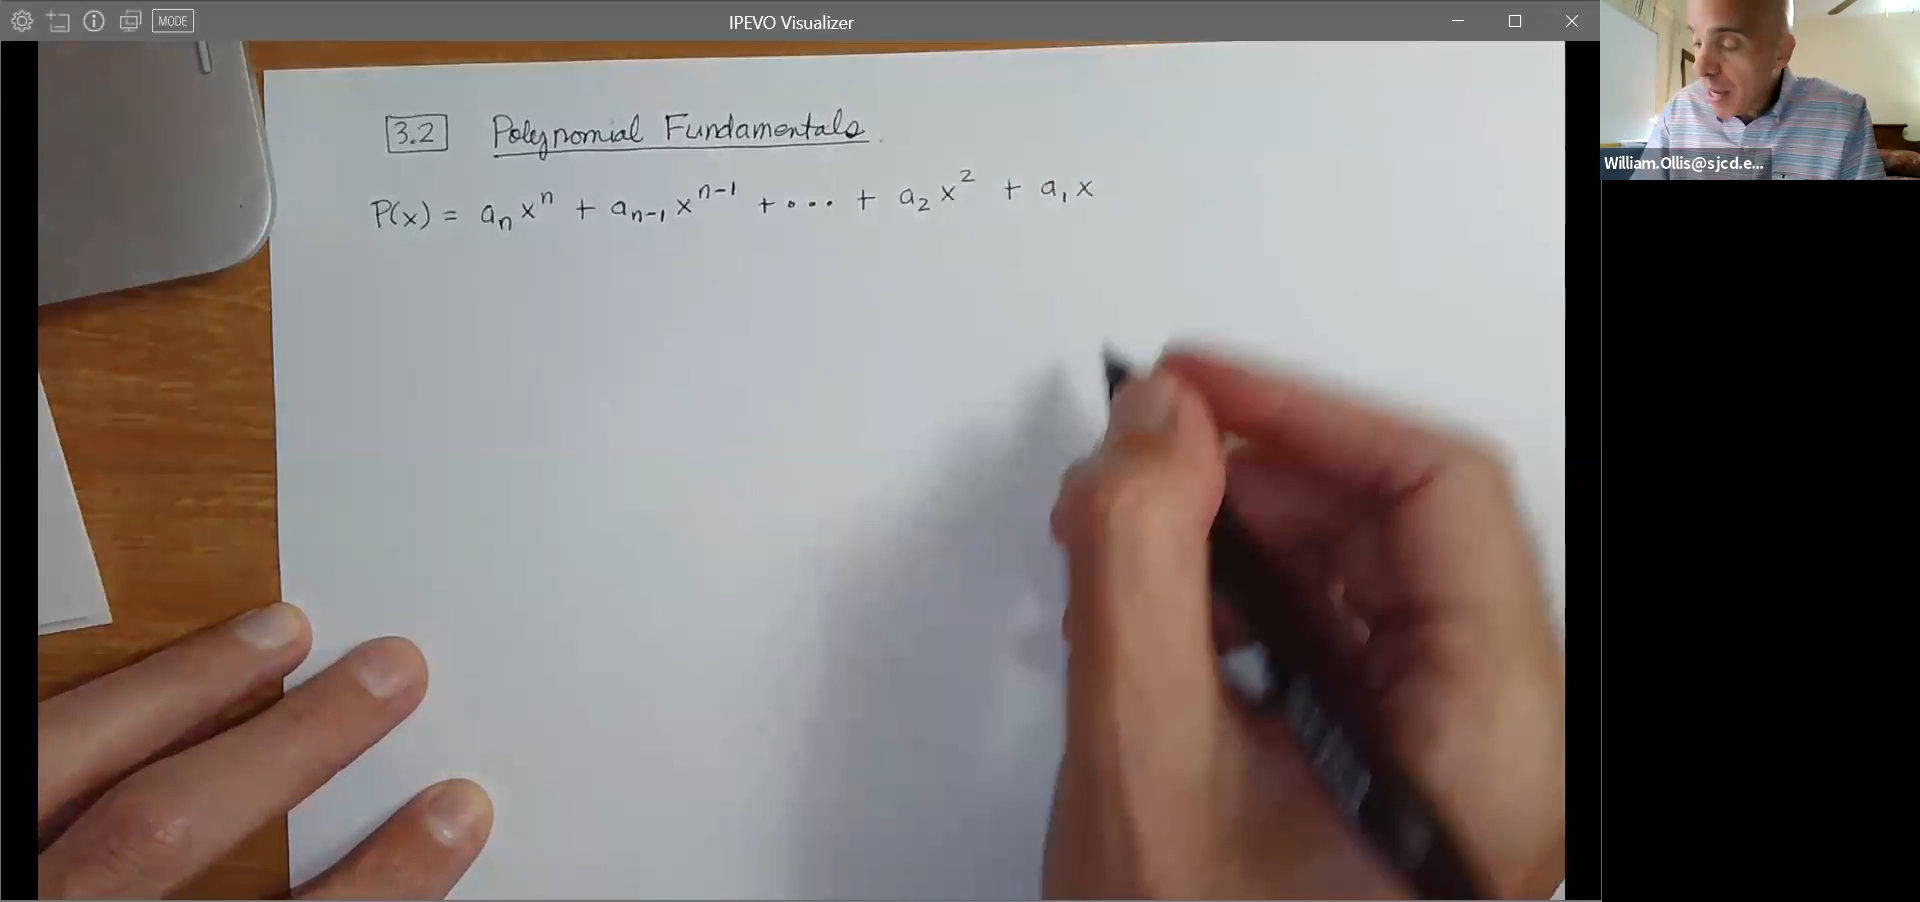 MODE
IPEVO Visualizer
3.2 Polynomial Fundamentals
P(x) = aₙxⁿ + aₙ₋₁xⁿ⁻¹ + ... + a₂x² + a₁x
William.Ollis@sjcd.e...